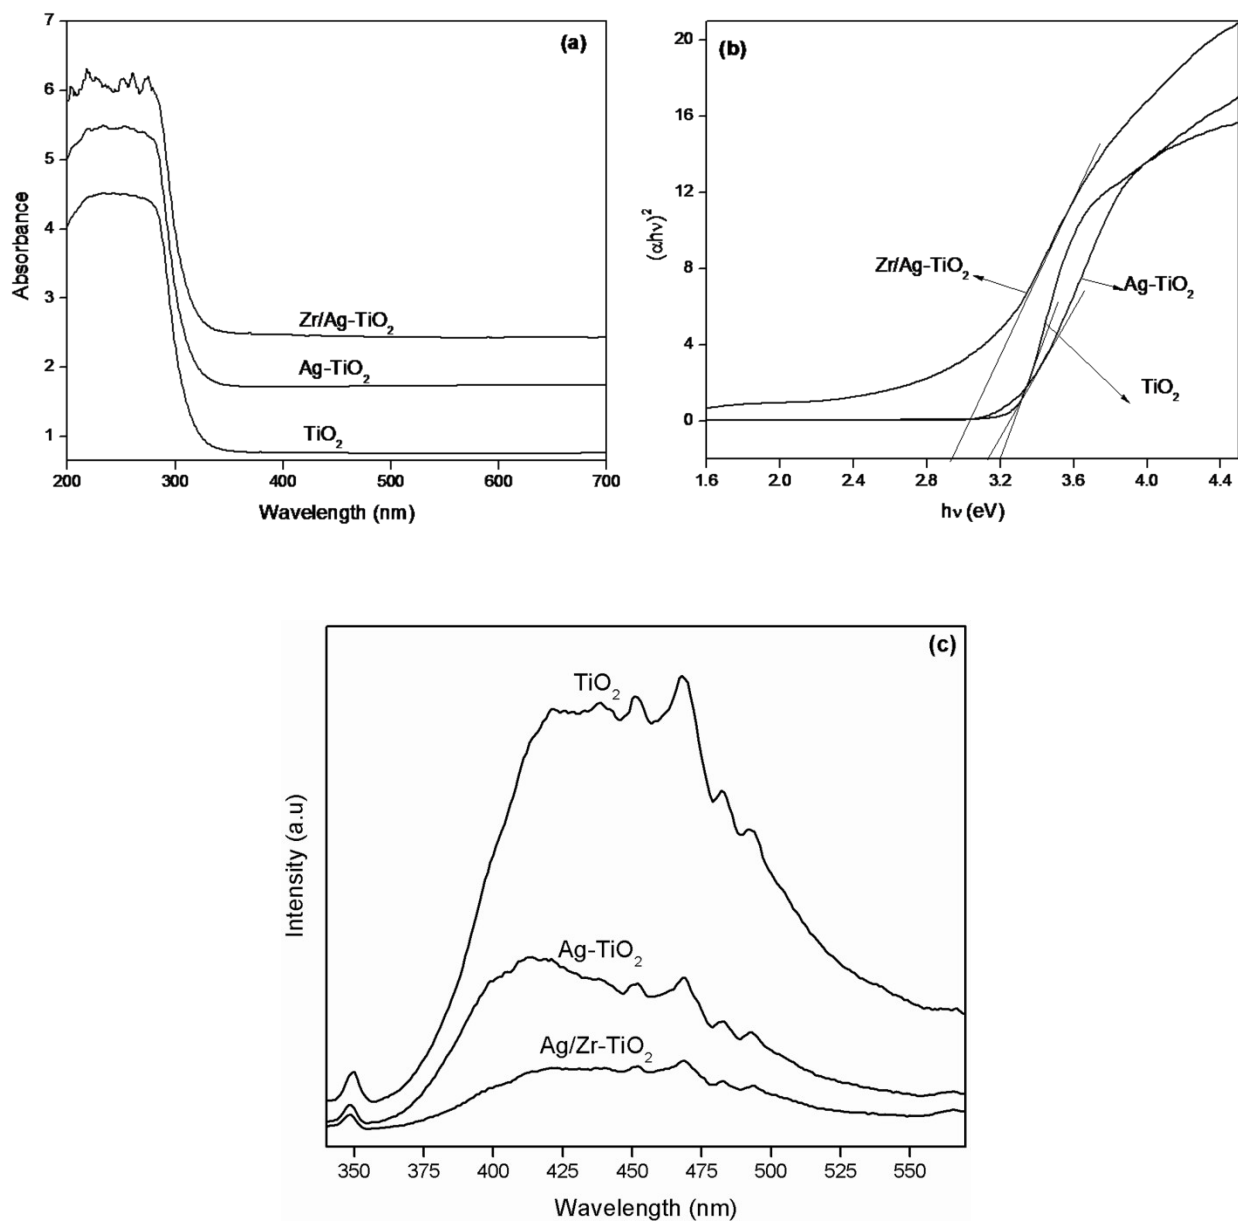 (a)
7
6
5
4
3
2
1
Absorbance
Zr/Ag-TiO₂
Ag-TiO₂
TiO₂
200 300 400 500 600 700
Wavelength (nm)
(b)
20
16
12
8
4
0
(αhν)²
Zr/Ag-TiO₂
Ag-TiO₂
TiO₂
1.6 2.0 2.4 2.8 3.2 3.6 4.0 4.4
hν (eV)
(c)
TiO₂
Ag-TiO₂
Ag/Zr-TiO₂
Intensity (a.u)
350 375 400 425 450 475 500 525 550
Wavelength (nm)